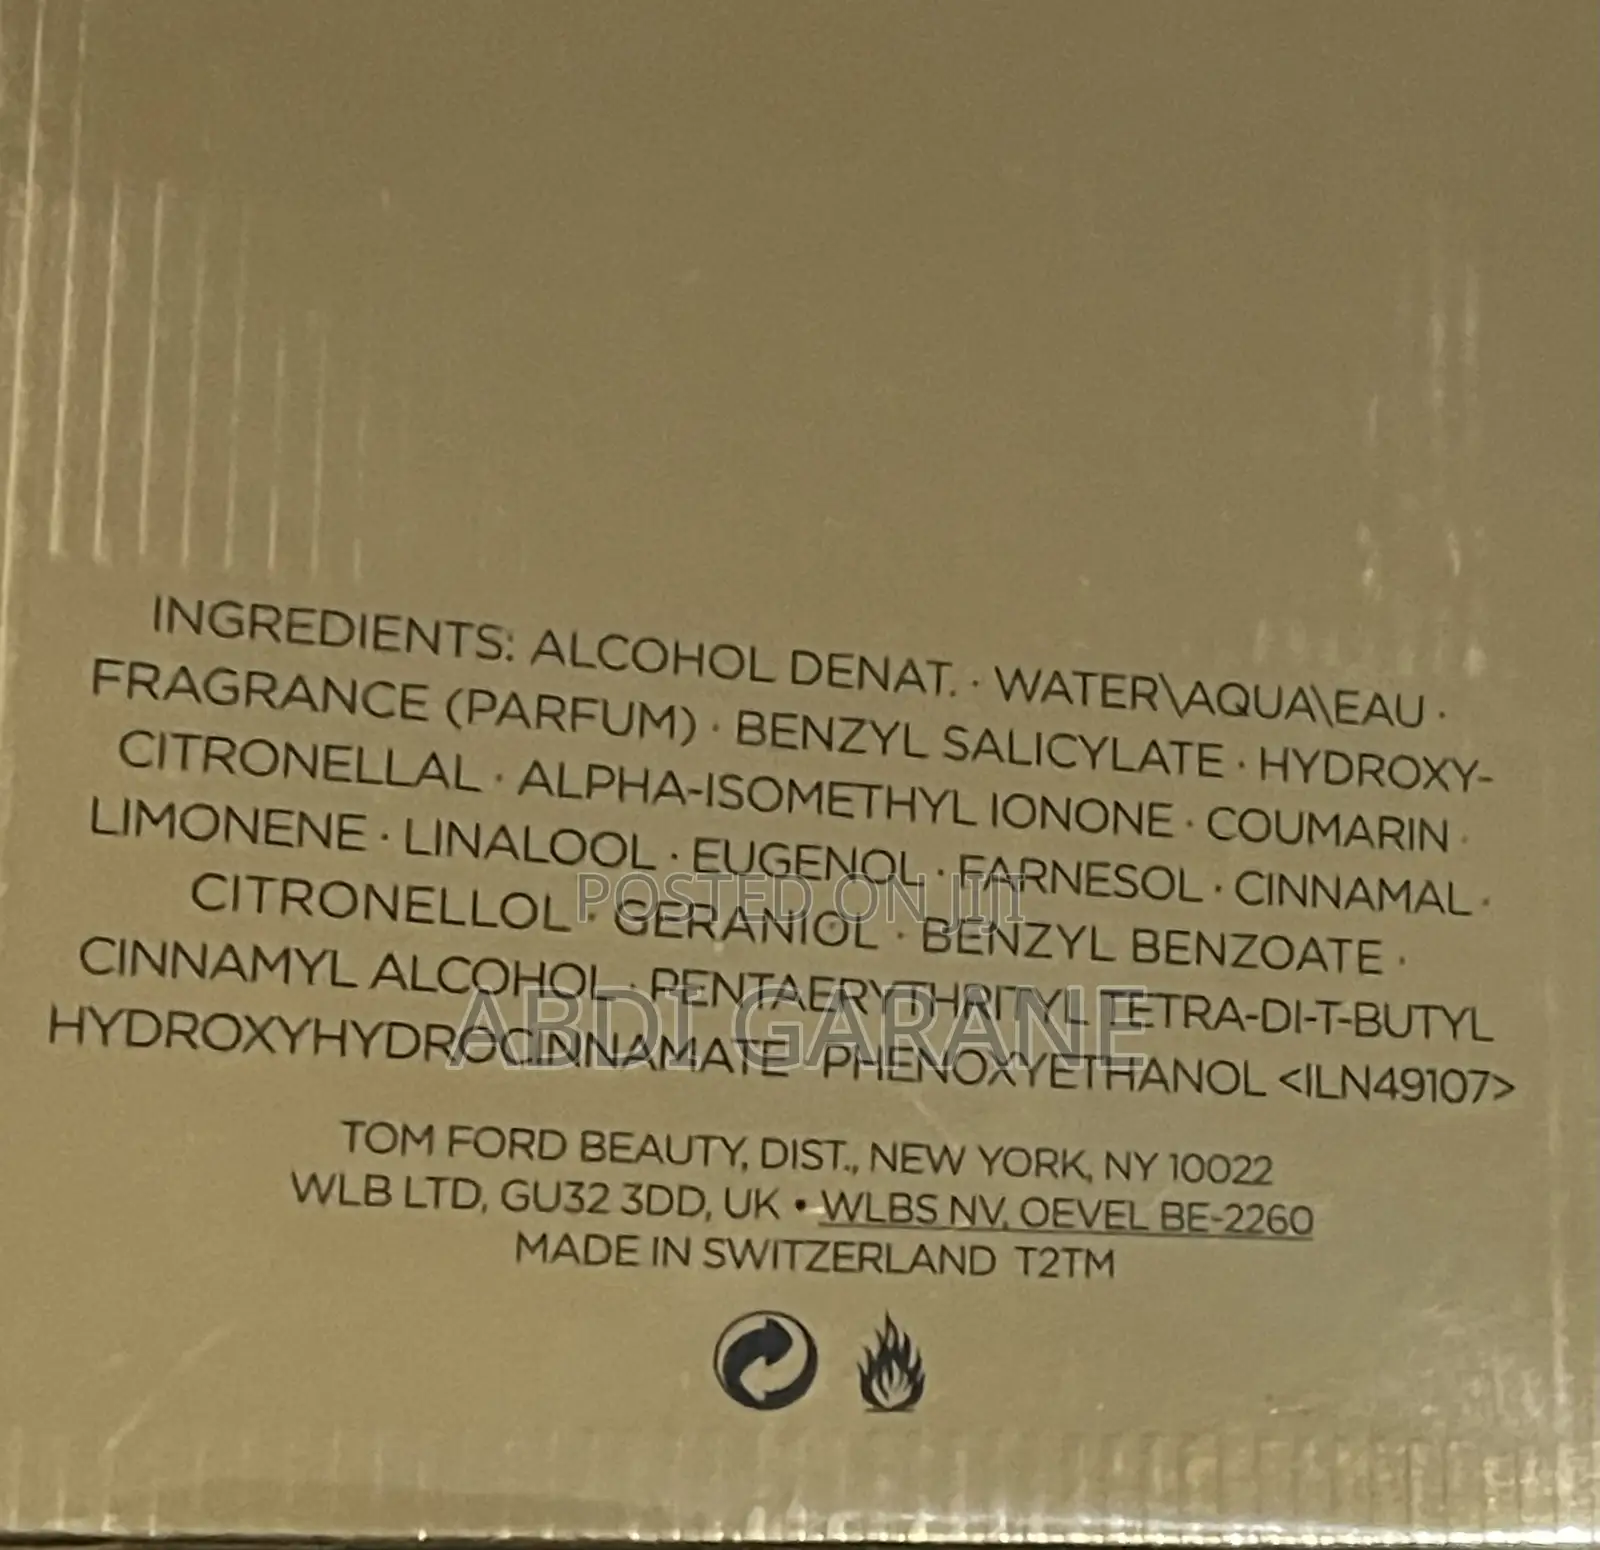 INGREDIENTS: ALCOHOL DENAT. · WATER\AQUA\EAU ·
FRAGRANCE (PARFUM) · BENZYL SALICYLATE · HYDROXY-
CITRONELLAL · ALPHA-ISOMETHYL IONONE · COUMARIN ·
LIMONENE · LINALOOL · EUGENOL · FARNESOL · CINNAMAL ·
POSTED ON JIJI
CITRONELLOL · GERANIOL · BENZYL BENZOATE ·
CINNAMYL ALCOHOL · PENTAERYTHRITYL TETRA-DI-T-BUTYL
ABDI GARANE
HYDROXYHYDROCINNAMATE PHENOXYETHANOL <ILN49107>
TOM FORD BEAUTY, DIST., NEW YORK, NY 10022
WLB LTD, GU32 3DD, UK • WLBS NV, OEVEL BE-2260
MADE IN SWITZERLAND T2TM